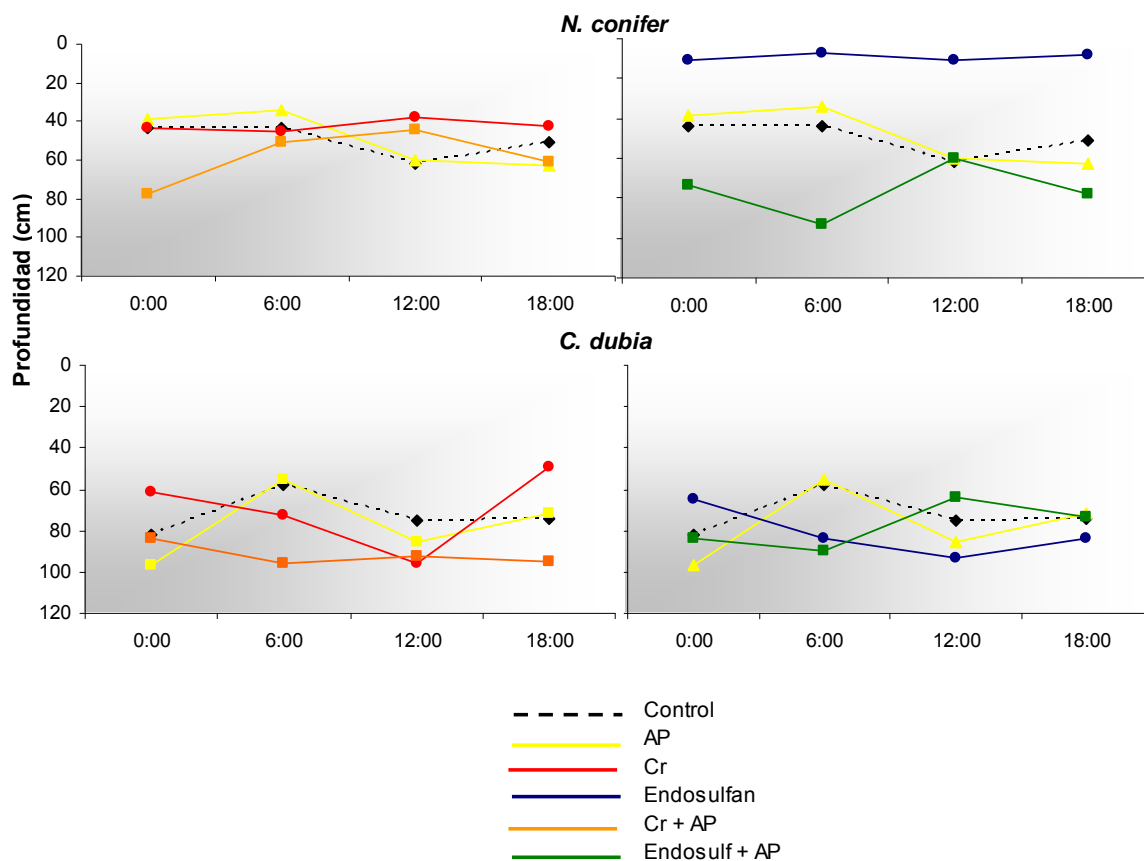 N. conifer
Profundidad (cm)
0
20
40
60
80
100
120
0:00 6:00 12:00 18:00
0:00 6:00 12:00 18:00
C. dubia
0
20
40
60
80
100
120
0:00 6:00 12:00 18:00
0:00 6:00 12:00 18:00
Control
AP
Cr
Endosulfan
Cr + AP
Endosulf + AP